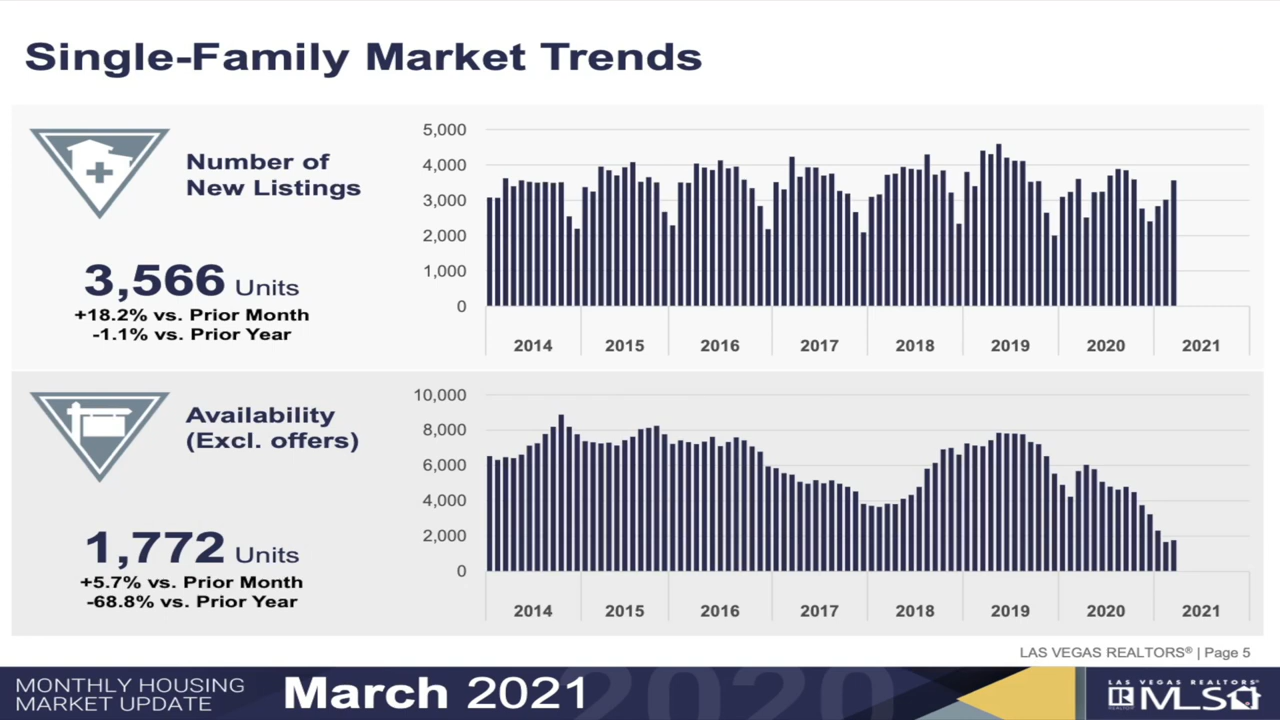 Single-Family Market Trends
Number of
New Listings
3,566 Units
+18.2% vs. Prior Month
-1.1% vs. Prior Year
5,000
4,000
3,000
2,000
1,000
0
2014 2015 2016 2017 2018 2019 2020 2021
Availability
(Excl. offers)
1,772 Units
+5.7% vs. Prior Month
-68.8% vs. Prior Year
10,000
8,000
6,000
4,000
2,000
0
2014 2015 2016 2017 2018 2019 2020 2021
LAS VEGAS REALTORS® | Page 5
MONTHLY HOUSING
MARKET UPDATE
March 2021
2020
LAS VEGAS REALTORS®
R MLS
REALTOR